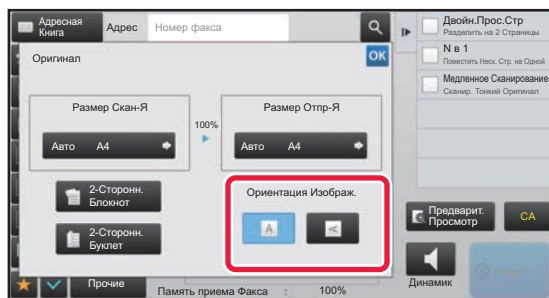 Адресная
Книга
Адрес
Номер факса
Двойн.Прос.Стр
Разделить на 2 Страницы
N в 1
Поместить Неск. Стр. на Одной
Медленное Сканирование
Сканир. Тонкий Оригинал
Оригинал
OK
Размер Скан-Я
100%
Размер Отпр-Я
Авто A4
Авто A4
2-Сторонн.
Блокнот
Ориентация Изображ.
A
A
2-Сторонн.
Буклет
Предварит.
Просмотр
CA
Прочие
Память приема Факса : 100%
Динамик
Старт